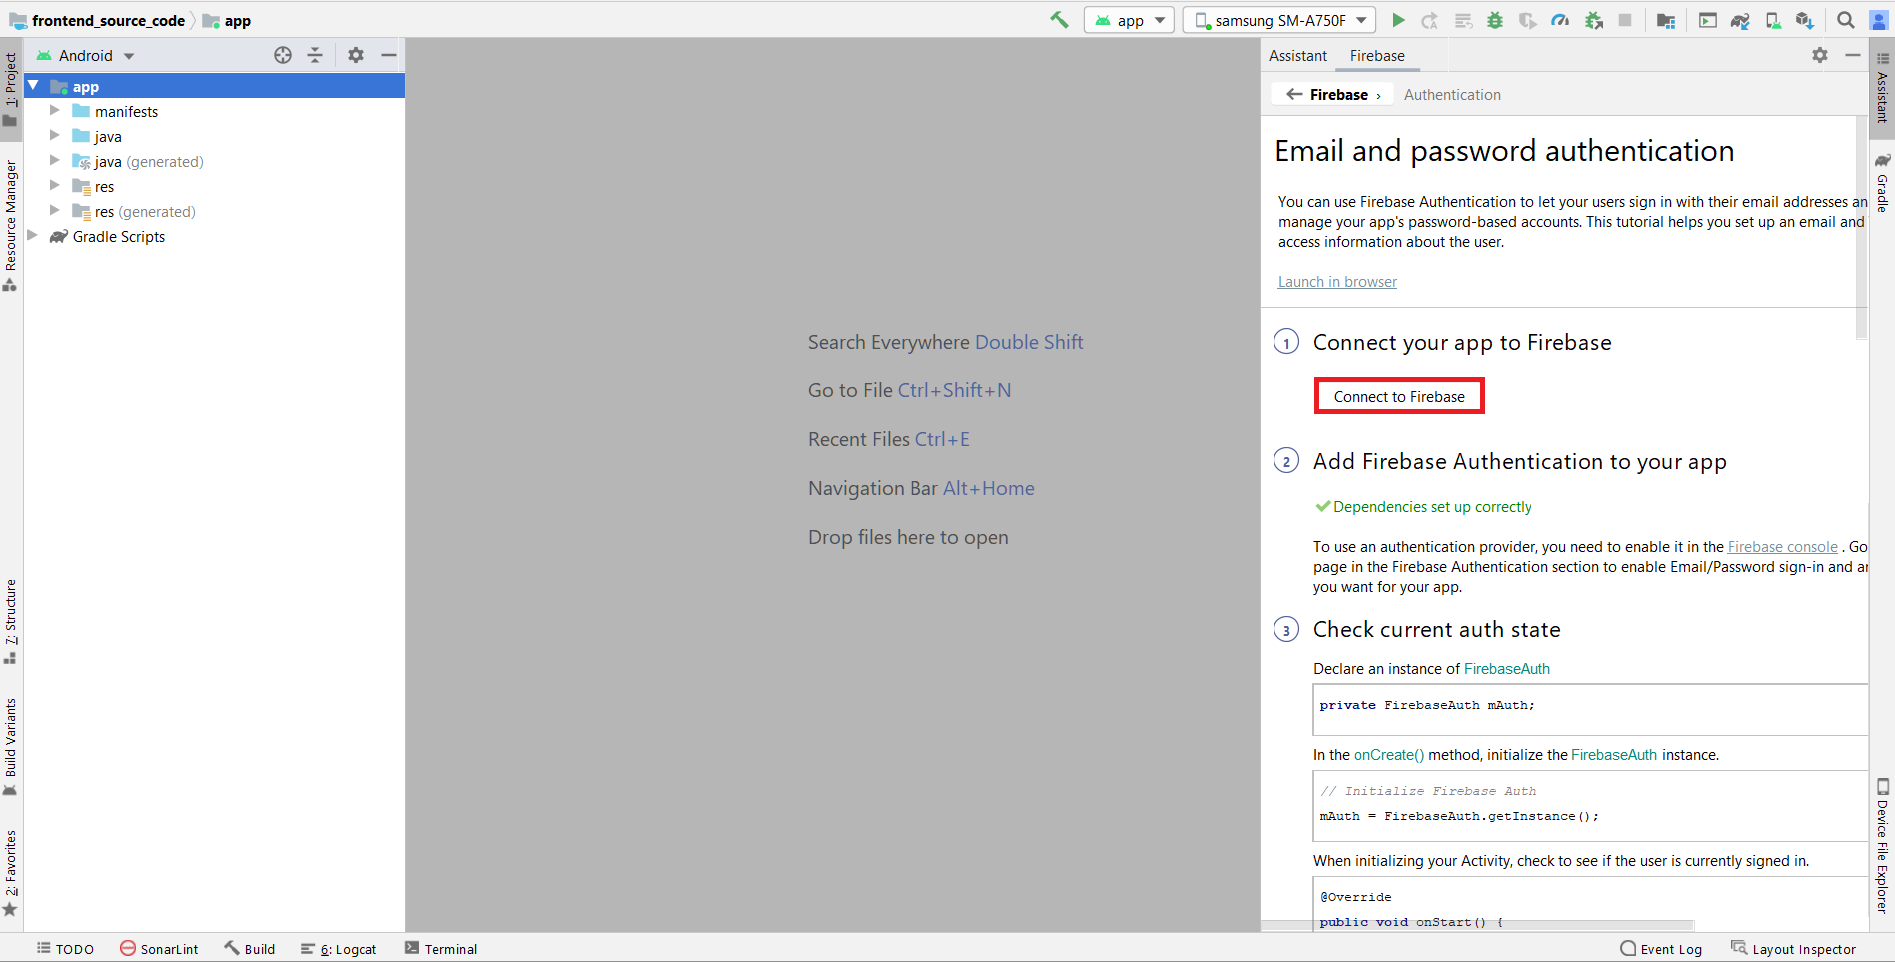 frontend_source_code app
app
samsung SM-A750F
Android
Assistant
Firebase
1: Project
Resource Manager
7: Structure
Build Variants
2: Favorites
app
manifests
java
java (generated)
res
res (generated)
Gradle Scripts
Search Everywhere Double Shift
Go to File Ctrl+Shift+N
Recent Files Ctrl+E
Navigation Bar Alt+Home
Drop files here to open
Firebase ›
Authentication
Email and password authentication
You can use Firebase Authentication to let your users sign in with their email addresses an
manage your app's password-based accounts. This tutorial helps you set up an email and
access information about the user.
Launch in browser
1 Connect your app to Firebase
Connect to Firebase
2 Add Firebase Authentication to your app
Dependencies set up correctly
To use an authentication provider, you need to enable it in the Firebase console . Go
page in the Firebase Authentication section to enable Email/Password sign-in and a
you want for your app.
3 Check current auth state
Declare an instance of FirebaseAuth
private FirebaseAuth mAuth;
In the onCreate() method, initialize the FirebaseAuth instance.
// Initialize Firebase Auth
mAuth = FirebaseAuth.getInstance();
When initializing your Activity, check to see if the user is currently signed in.
@Override
public void onStart() {
Assistant
Gradle
Device File Explorer
TODO
SonarLint
Build
6: Logcat
Terminal
Event Log
Layout Inspector